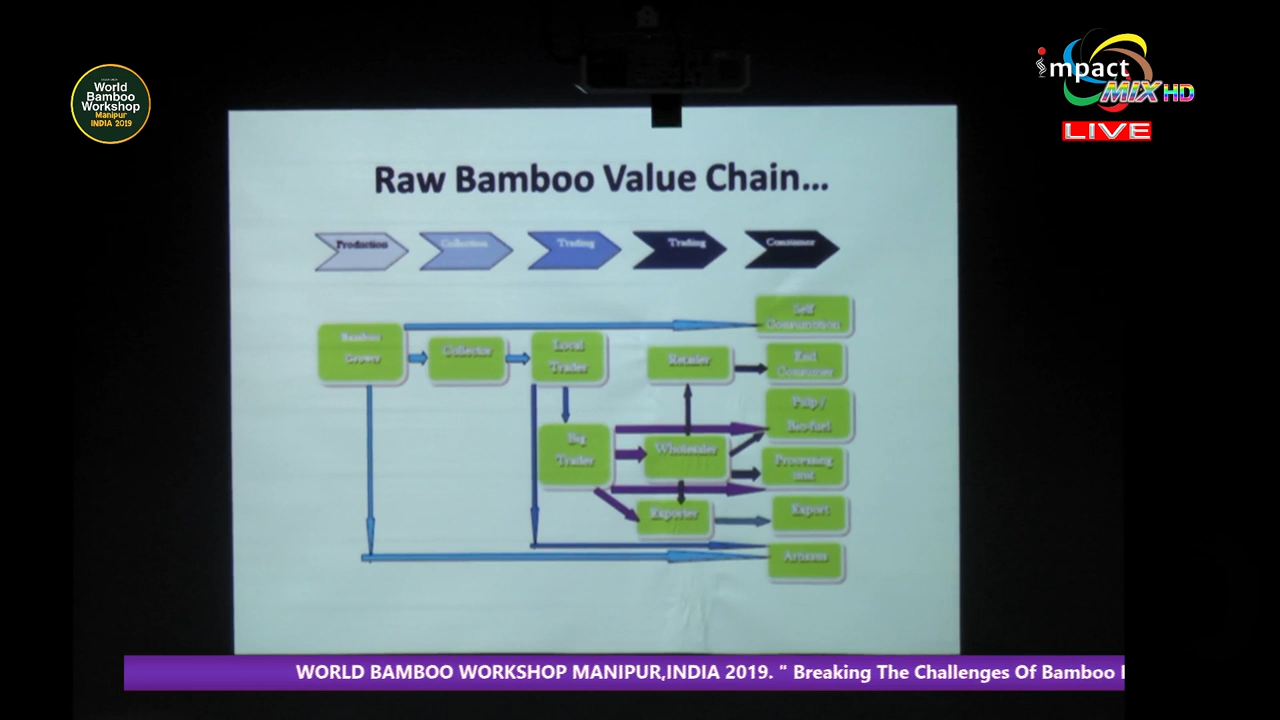 World
Bamboo
Workshop
Manipur
INDIA 2019
impact
MIX HD
LIVE
Raw Bamboo Value Chain...
Production
Collection
Trading
Trading
Consumer
Self
Consumption
Bamboo
Grower
Collector
Local
Trader
Retailer
End
Consumer
Pulp /
Bio-fuel
Big
Trader
Wholesaler
Processing
unit
Exporter
Export
Artisans
WORLD BAMBOO WORKSHOP MANIPUR,INDIA 2019. " Breaking The Challenges Of Bamboo